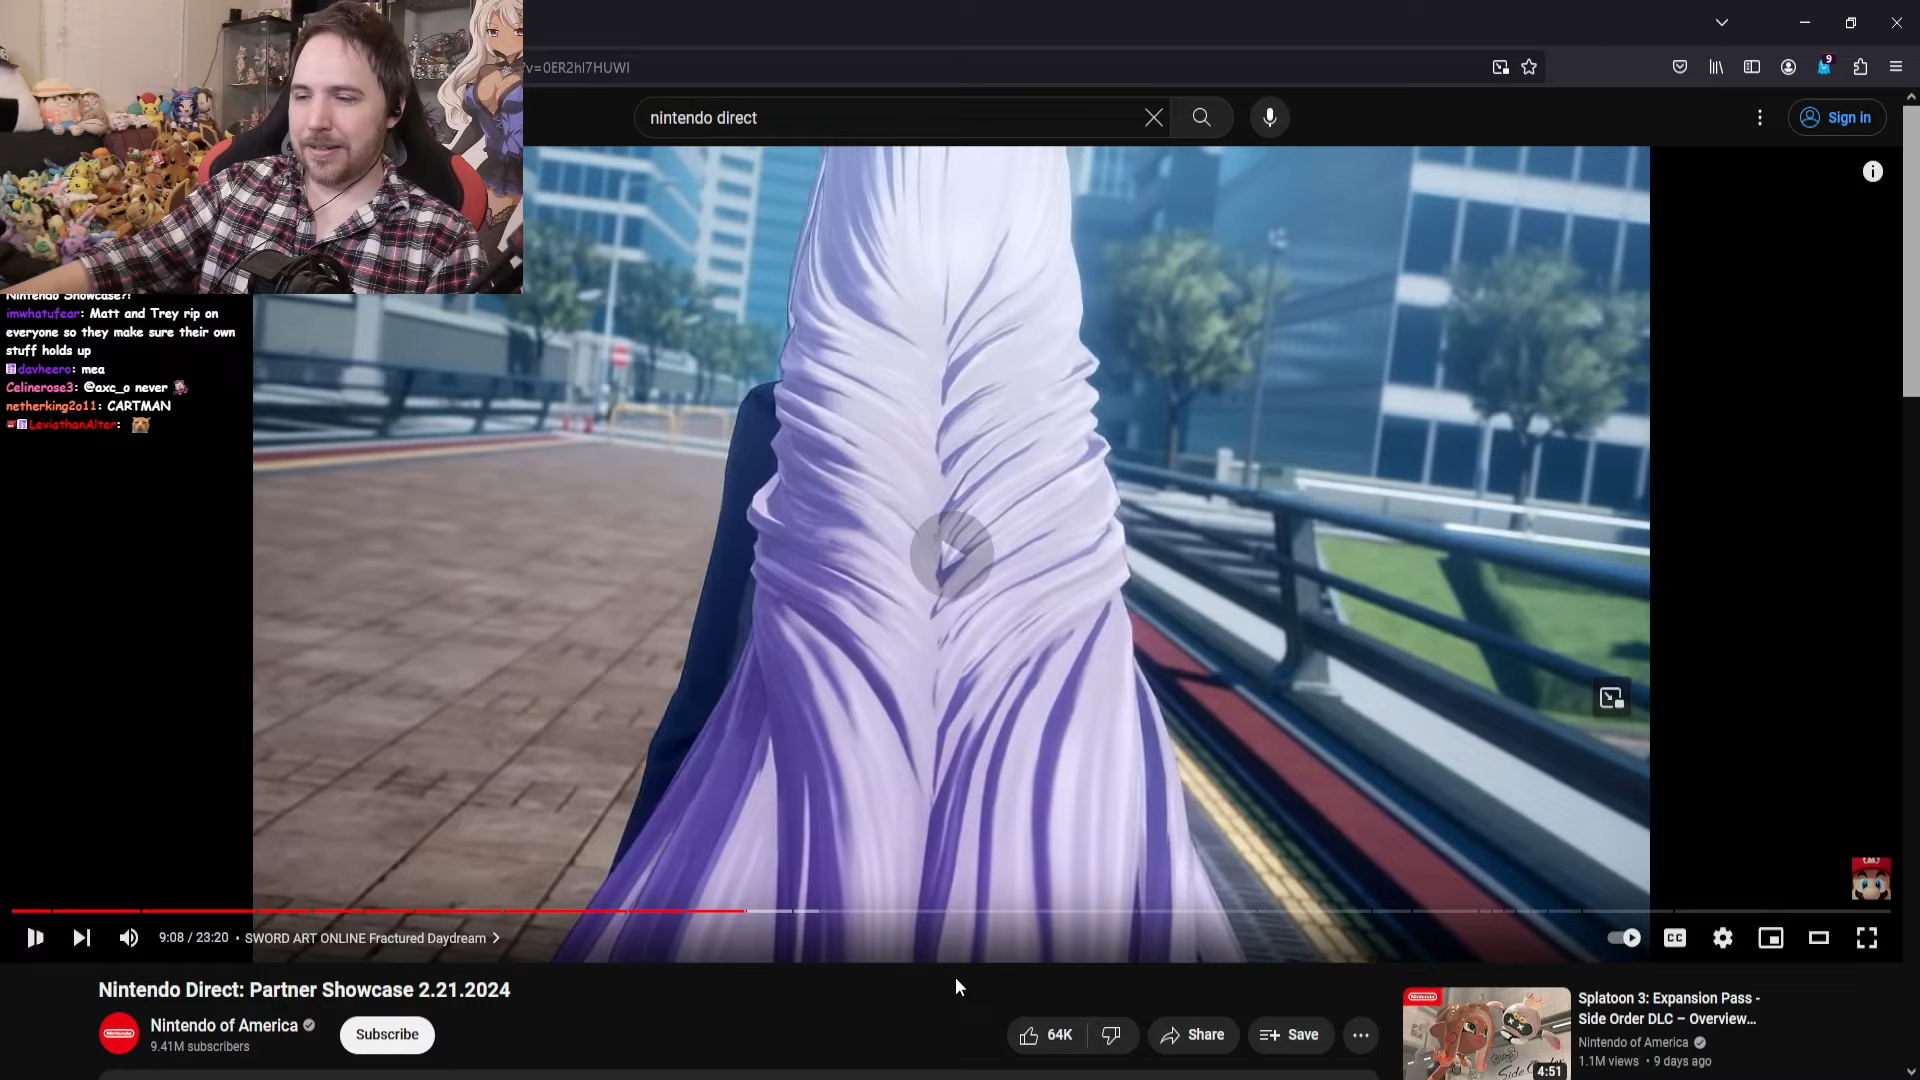 v=0ER2hl7HUWI
9
nintendo direct
Sign in
Nintendo Showcase?!
imwhatufear: Matt and Trey rip on
everyone so they make sure their own
stuff holds up
davheero: mea
Celinerose3: @axc_o never
netherking2o11: CARTMAN
LeviathanAlter:
9:08 / 23:20 • SWORD ART ONLINE Fractured Daydream
CC
Nintendo Direct: Partner Showcase 2.21.2024
Nintendo of America
9.41M subscribers
Subscribe
64K
Share
Save
Splatoon 3: Expansion Pass -
Side Order DLC – Overview...
Nintendo of America
1.1M views • 9 days ago
Nintendo
4:51